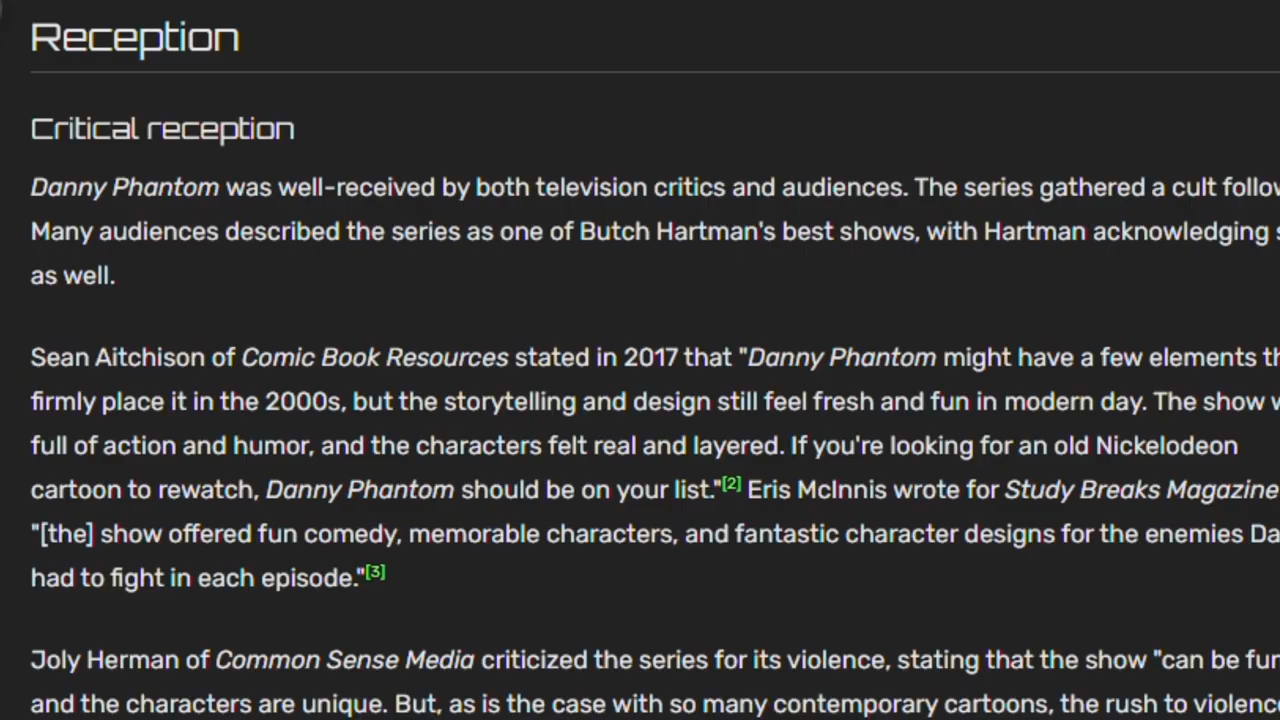 Reception
Critical reception
Danny Phantom was well-received by both television critics and audiences. The series gathered a cult
Many audiences described the series as one of Butch Hartman's best shows, with Hartman acknowledging
as well.
Sean Aitchison of Comic Book Resources stated in 2017 that "Danny Phantom might have a few elements
firmly place it in the 2000s, but the storytelling and design still feel fresh and fun in modern day. The show
full of action and humor, and the characters felt real and layered. If you're looking for an old Nickelodeon
cartoon to rewatch, Danny Phantom should be on your list."[2] Eris McInnis wrote for Study Breaks Magazine
"[the] show offered fun comedy, memorable characters, and fantastic character designs for the enemies
had to fight in each episode."[3]
Joly Herman of Common Sense Media criticized the series for its violence, stating that the show "can be
and the characters are unique. But, as is the case with so many contemporary cartoons, the rush to